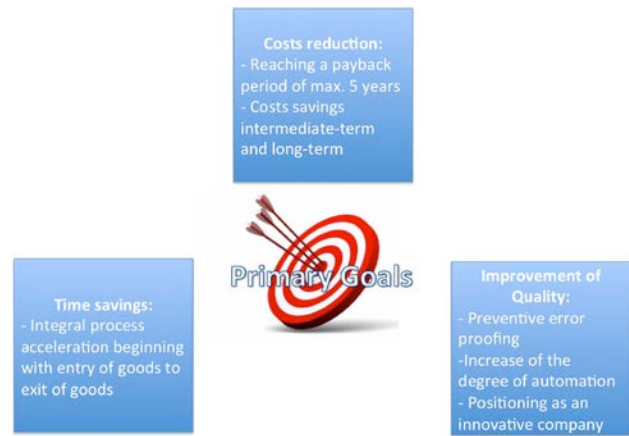 Costs reduction:
- Reaching a payback
period of max. 5 years
- Costs savings
intermediate-term
and long-term
Primary Goals
Time savings:
- Integral process
acceleration beginning
with entry of goods to
exit of goods
Improvement of
Quality:
- Preventive error
proofing
-Increase of the
degree of automation
- Positioning as an
innovative company